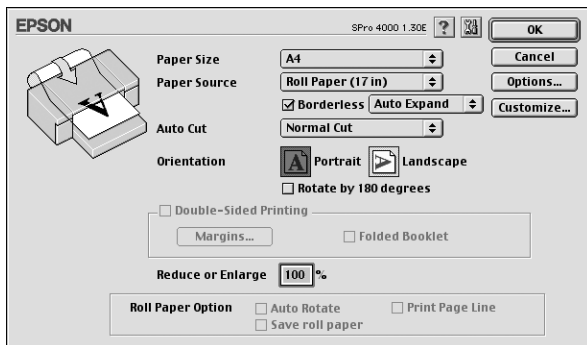 EPSON
SPro 4000 1.30E ?
OK
Paper Size A4
Cancel
Paper Source Roll Paper (17 in)
Options...
Borderless Auto Expand
Customize...
Auto Cut Normal Cut
Orientation A Portrait A Landscape
Rotate by 180 degrees
Double-Sided Printing
Margins... Folded Booklet
Reduce or Enlarge 100 %
Roll Paper Option Auto Rotate Print Page Line
Save roll paper